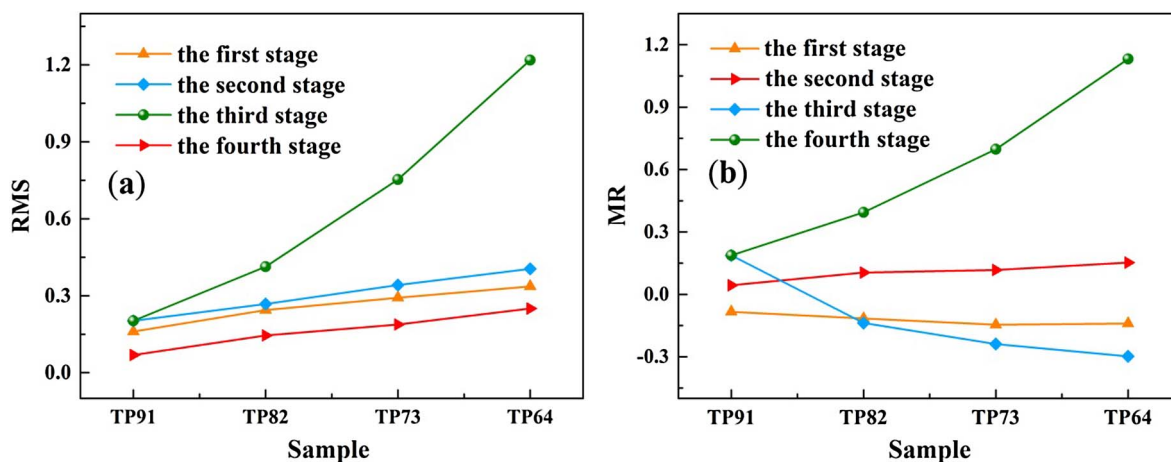 RMS
1.2
0.9
0.6
0.3
0.0
the first stage
the second stage
the third stage
the fourth stage
(a)
TP91 TP82 TP73 TP64
Sample
MR
1.2
0.9
0.6
0.3
0.0
-0.3
the first stage
the second stage
the third stage
the fourth stage
(b)
TP91 TP82 TP73 TP64
Sample